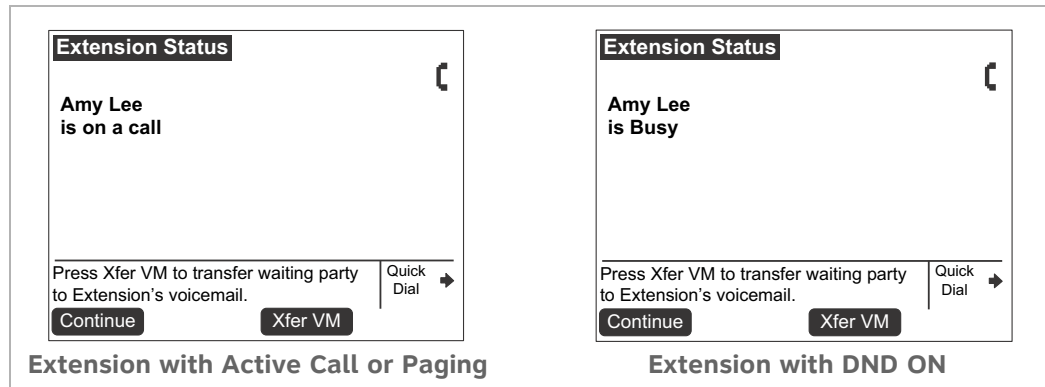 Extension Status
Amy Lee
is on a call
Press Xfer VM to transfer waiting party
to Extension's voicemail.
Quick
Dial
Continue
Xfer VM
Extension with Active Call or Paging
Extension Status
Amy Lee
is Busy
Press Xfer VM to transfer waiting party
to Extension's voicemail.
Quick
Dial
Continue
Xfer VM
Extension with DND ON